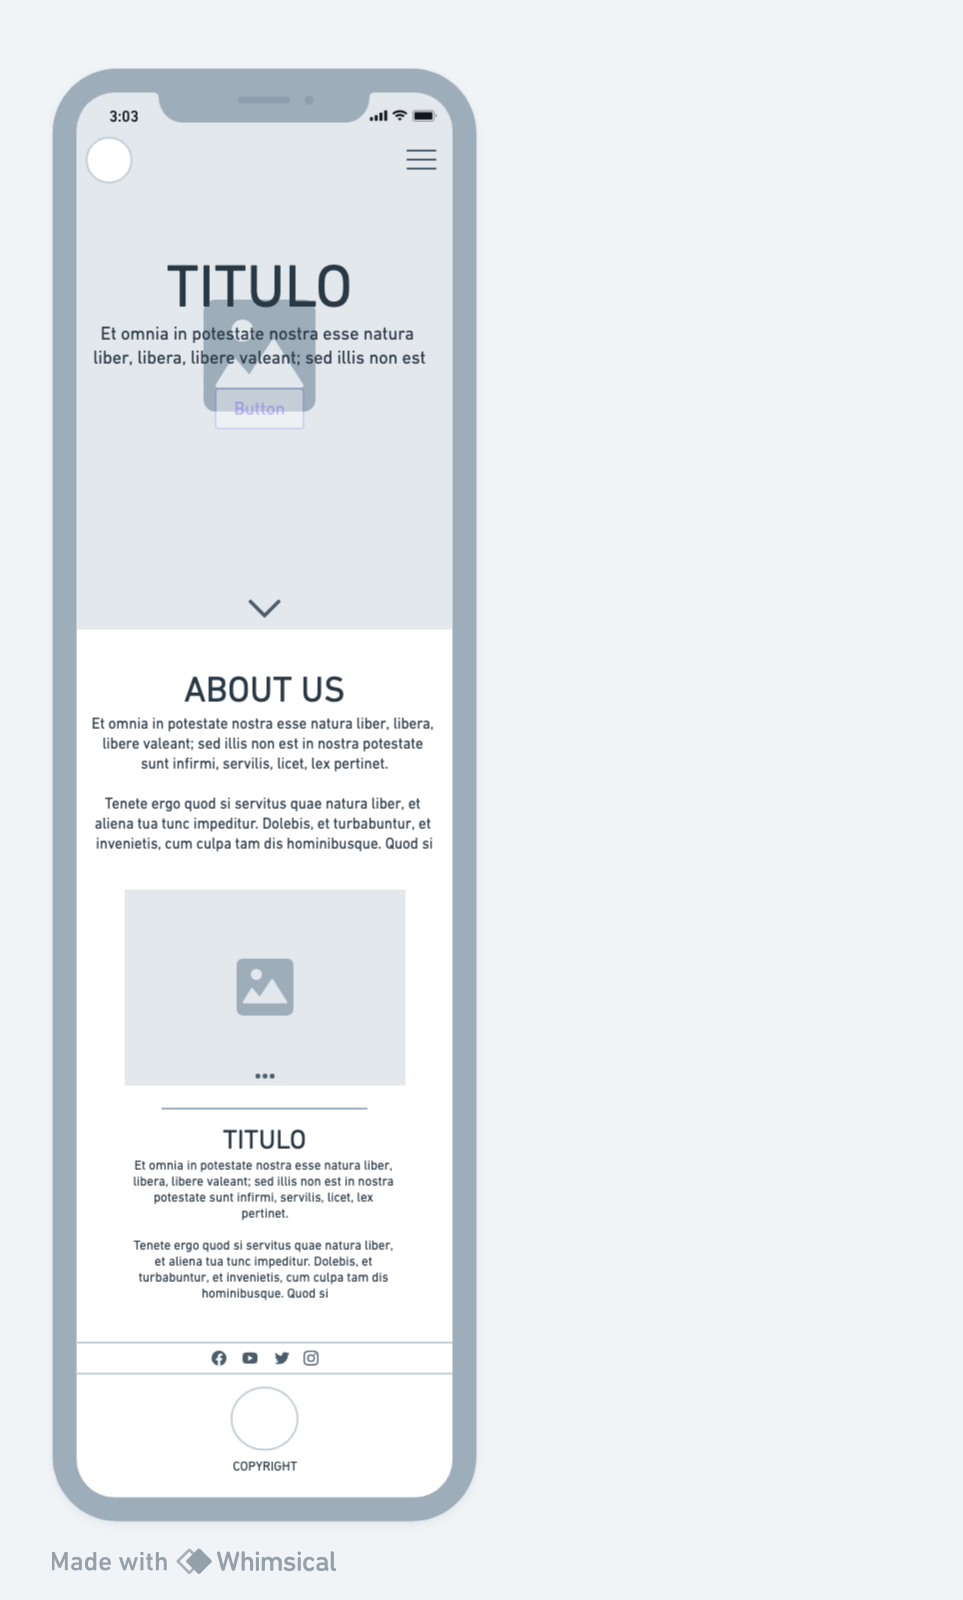 3:03
TITULO
Et omnia in potestate nostra esse natura
liber, libera, libere valeant; sed illis non est
Button
ABOUT US
Et omnia in potestate nostra esse natura liber, libera,
libere valeant; sed illis non est in nostra potestate
sunt infirmi, servilis, licet, lex pertinet.
Tenete ergo quod si servitus quae natura liber, et
aliena tua tunc impeditur. Dolebis, et turbabuntur, et
invenietis, cum culpa tam dis hominibusque. Quod si
TITULO
Et omnia in potestate nostra esse natura liber,
libera, libere valeant; sed illis non est in nostra
potestate sunt infirmi, servilis, licet, lex
pertinet.
Tenete ergo quod si servitus quae natura liber,
et aliena tua tunc impeditur. Dolebis, et
turbabuntur, et invenietis, cum culpa tam dis
hominibusque. Quod si
COPYRIGHT
Made with Whimsical